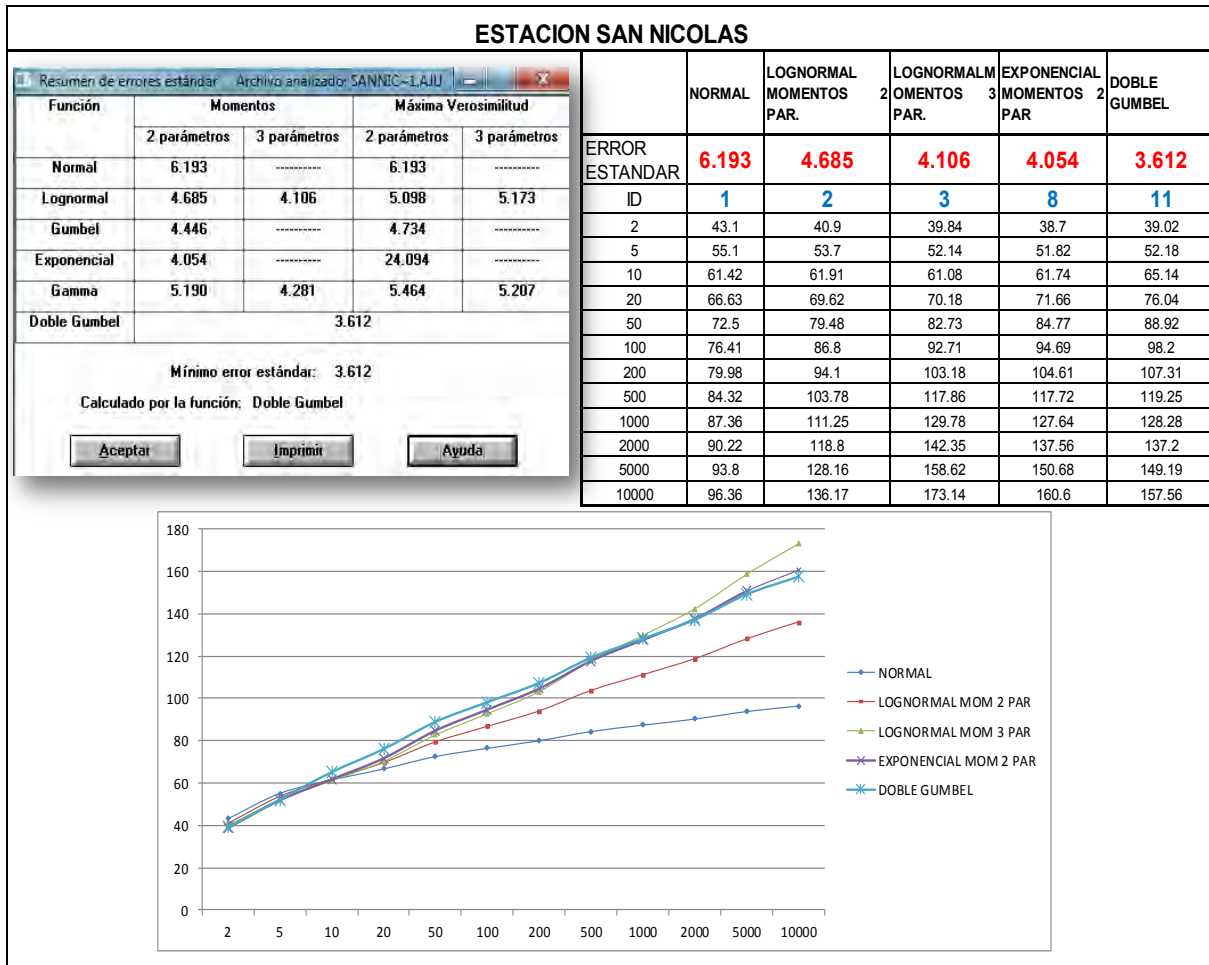 ESTACION SAN NICOLAS
Resumen de errores estándar Archivo analizado: SANNIC~1.AJU
Función Momentos Máxima Verosimilitud
2 parámetros 3 parámetros 2 parámetros 3 parámetros
Normal 6.193 ---------- 6.193 ----------
Lognormal 4.685 4.106 5.098 5.173
Gumbel 4.446 ---------- 4.734 ----------
Exponencial 4.054 ---------- 24.094 ----------
Gamma 5.190 4.281 5.464 5.207
Doble Gumbel 3.612
Mínimo error estándar: 3.612
Calculado por la función: Doble Gumbel
Aceptar Imprimir Ayuda
NORMAL LOGNORMAL MOMENTOS 2 PAR. LOGNORMALM OMENTOS 3 PAR. EXPONENCIAL MOMENTOS 2 PAR DOBLE GUMBEL
ERROR ESTANDAR 6.193 4.685 4.106 4.054 3.612
ID 1 2 3 8 11
2 43.1 40.9 39.84 38.7 39.02
5 55.1 53.7 52.14 51.82 52.18
10 61.42 61.91 61.08 61.74 65.14
20 66.63 69.62 70.18 71.66 76.04
50 72.5 79.48 82.73 84.77 88.92
100 76.41 86.8 92.71 94.69 98.2
200 79.98 94.1 103.18 104.61 107.31
500 84.32 103.78 117.86 117.72 119.25
1000 87.36 111.25 129.78 127.64 128.28
2000 90.22 118.8 142.35 137.56 137.2
5000 93.8 128.16 158.62 150.68 149.19
10000 96.36 136.17 173.14 160.6 157.56
180
160
140
120
100
80
60
40
20
0
2 5 10 20 50 100 200 500 1000 2000 5000 10000
NORMAL
LOGNORMAL MOM 2 PAR
LOGNORMAL MOM 3 PAR
EXPONENCIAL MOM 2 PAR
DOBLE GUMBEL